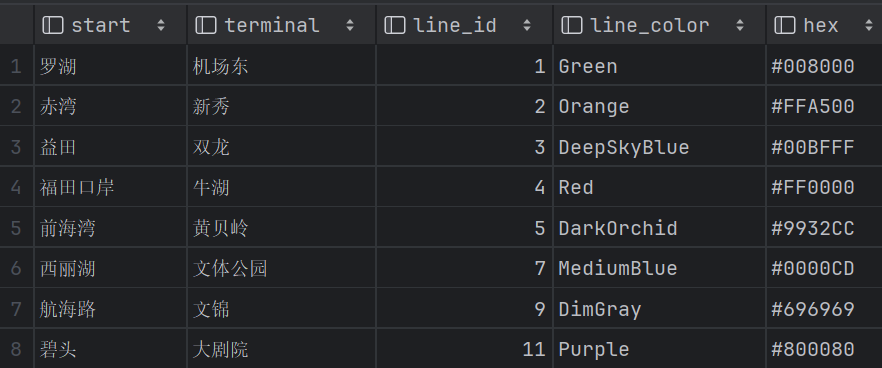 start terminal line_id line_color hex
1 罗湖 机场东 1 Green #008000
2 赤湾 新秀 2 Orange #FFA500
3 益田 双龙 3 DeepSkyBlue #00BFFF
4 福田口岸 牛湖 4 Red #FF0000
5 前海湾 黄贝岭 5 DarkOrchid #9932CC
6 西丽湖 文体公园 7 MediumBlue #0000CD
7 航海路 文锦 9 DimGray #696969
8 碧头 大剧院 11 Purple #800080